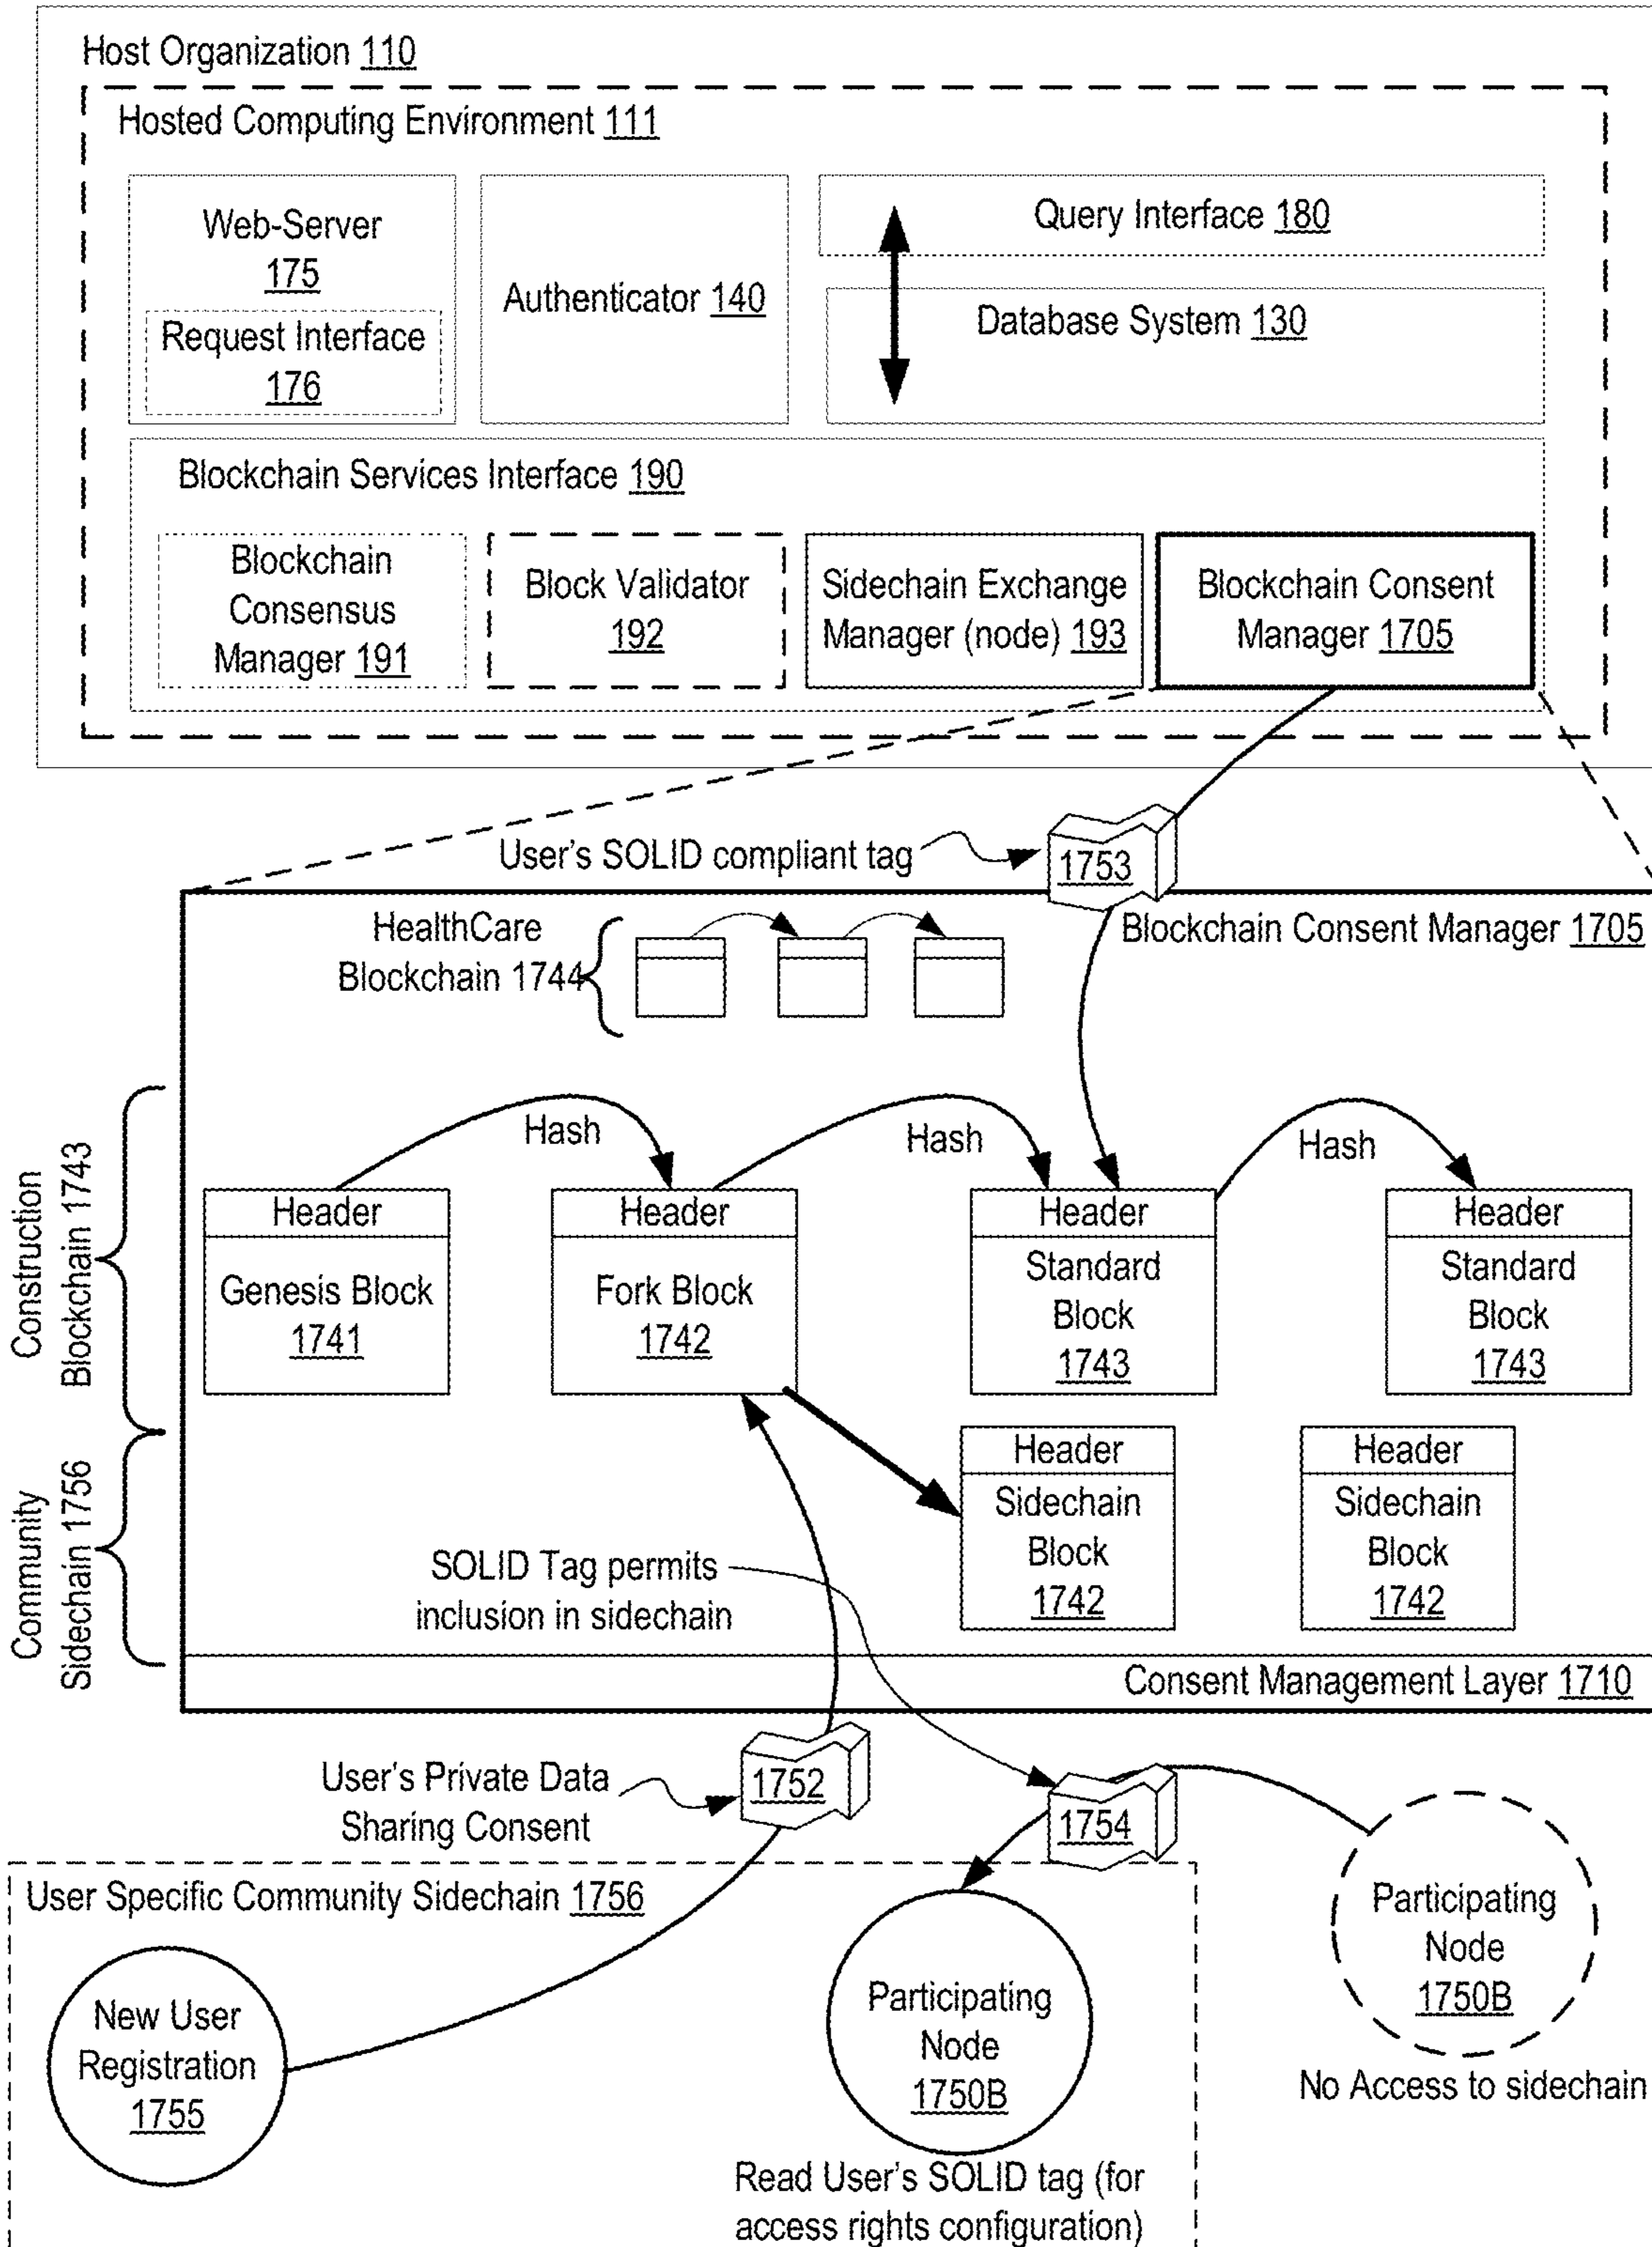 Host Organization 110
Hosted Computing Environment 111
Web-Server
175
Request Interface
176
Authenticator 140
Query Interface 180
Database System 130
Blockchain Services Interface 190
Blockchain
Consensus
Manager 191
Block Validator
192
Sidechain Exchange
Manager (node) 193
Blockchain Consent
Manager 1705
User's SOLID compliant tag
1753
HealthCare
Blockchain 1744
Blockchain Consent Manager 1705
Construction
Blockchain 1743
Hash
Hash
Hash
Header
Genesis Block
1741
Header
Fork Block
1742
Header
Standard
Block
1743
Header
Standard
Block
1743
Community
Sidechain 1756
Header
Sidechain
Block
1742
Header
Sidechain
Block
1742
SOLID Tag permits
inclusion in sidechain
Consent Management Layer 1710
User's Private Data
Sharing Consent
1752
1754
User Specific Community Sidechain 1756
New User
Registration
1755
Participating
Node
1750B
Read User's SOLID tag (for
access rights configuration)
Participating
Node
1750B
No Access to sidechain